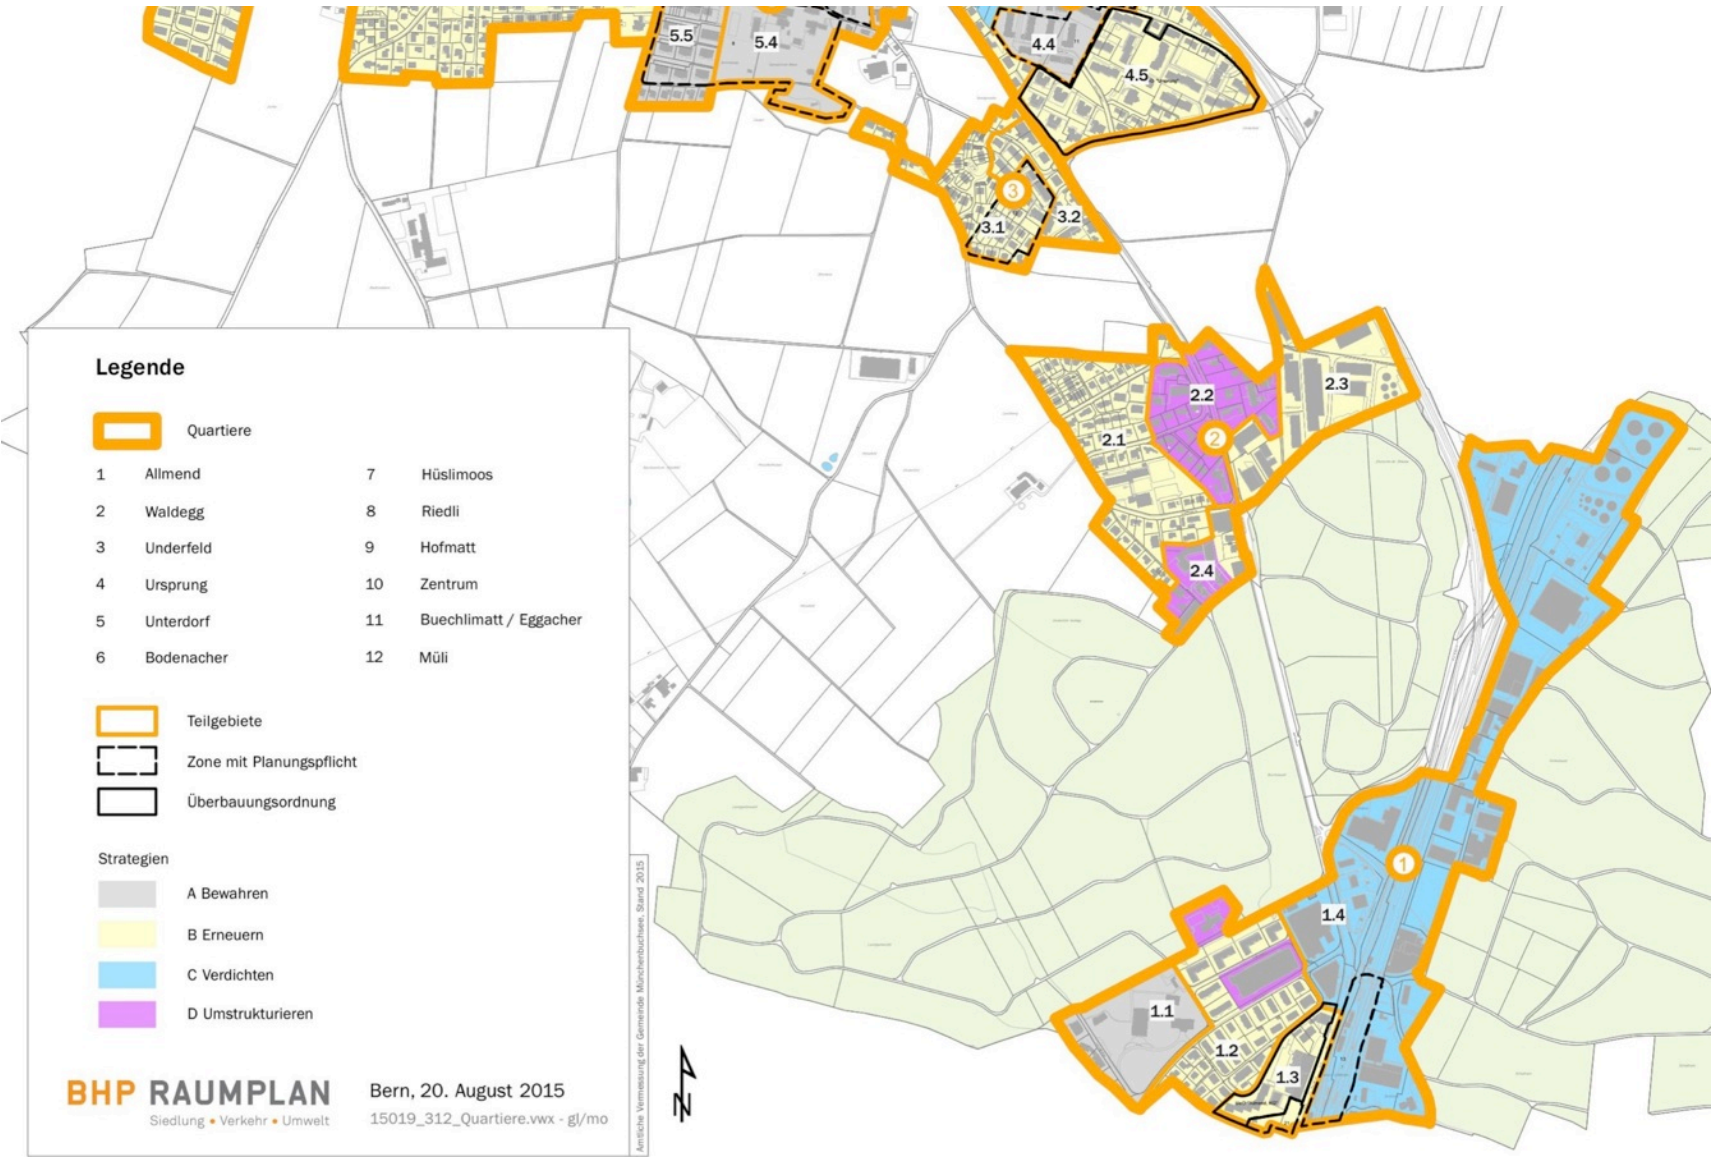 5.5
5.4
4.4
4.5
3
3.1
3.2
2.2
2.3
2.1
2
2.4
1
1.4
1.1
1.2
1.3
Legende
Quartiere
1 Allmend
2 Waldegg
3 Underfeld
4 Ursprung
5 Unterdorf
6 Bodenacher
7 Hüslimoos
8 Riedli
9 Hofmatt
10 Zentrum
11 Buechlimatt / Eggacher
12 Müli
Teilgebiete
Zone mit Planungspflicht
Überbauungsordnung
Strategien
A Bewahren
B Erneuern
C Verdichten
D Umstrukturieren
BHP RAUMPLAN
Siedlung • Verkehr • Umwelt
Bern, 20. August 2015
15019_312_Quartiere.vwx - gl/mo
Amtliche Vermessung der Gemeinde Münchenbuchsee, Stand 2015
N